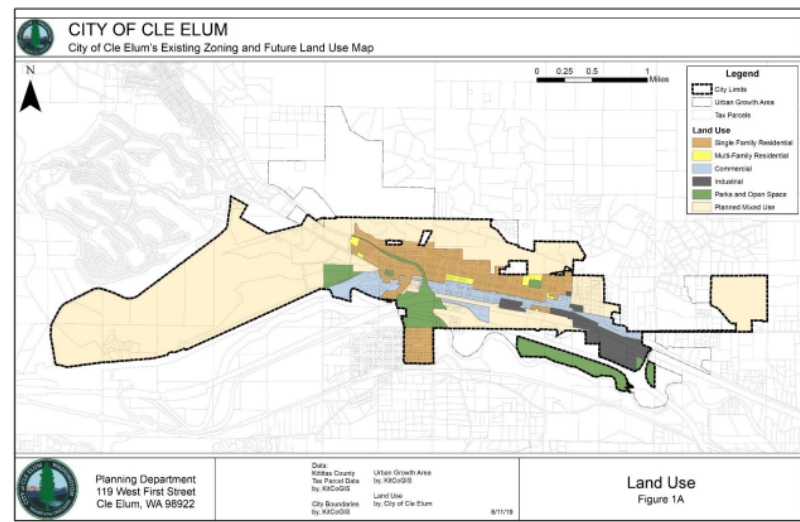 CITY OF CLE ELUM
City of Cle Elum's Existing Zoning and Future Land Use Map
N
0 0.25 0.5 1
Miles
Legend
City Limits
Urban Growth Area
Tax Parcels
Land Use
Single Family Residential
Multi-Family Residential
Commercial
Industrial
Parks and Open Space
Planned Mixed Use
Planning Department
119 West First Street
Cle Elum, WA 98922
Data:
Kittitas County
Tax Parcel Data
by, KitCoGIS
City Boundaries
by, KitCoGIS
Urban Growth Area
by, KitCoGIS
Land Use
by, City of Cle Elum
6/11/19
Land Use
Figure 1A